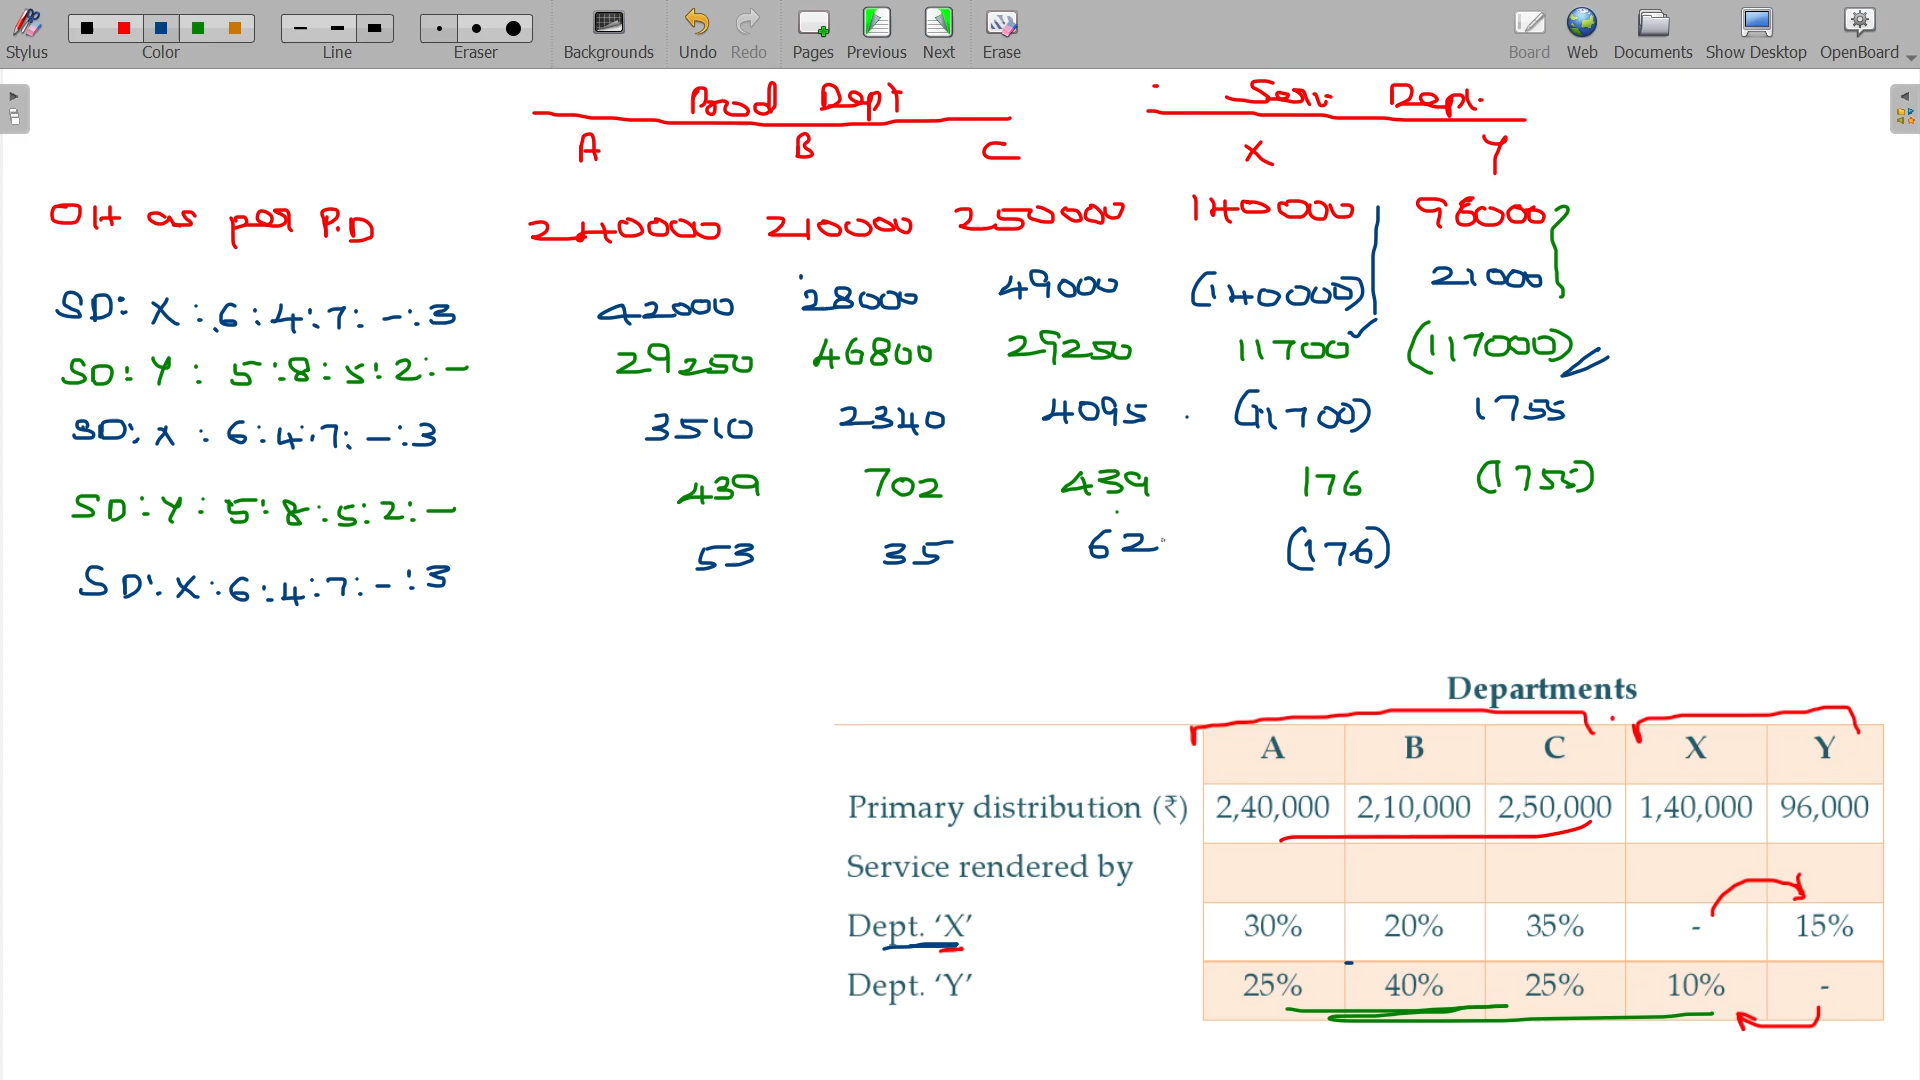 Stylus Color Line Eraser Backgrounds Undo Redo Pages Previous Next Erase Board Web Documents Show Desktop OpenBoard
Prod Dept Serv. Dept.
A B C X Y
OH as per P.D 240000 210000 250000 140000 96000
SD: X : 6 : 4 : 7 : - : 3 42000 28000 49000 (140000) 21000
SD: Y : 5 : 8 : 5 : 2 : - 29250 46800 29250 11700 (117000)
SD: X : 6 : 4 : 7 : - : 3 3510 2340 4095 (11700) 1755
SD: Y : 5 : 8 : 5 : 2 : - 439 702 439 176 (1755)
SD: X : 6 : 4 : 7 : - : 3 53 35 62 (176)
Departments
A B C X Y
Primary distribution (₹) 2,40,000 2,10,000 2,50,000 1,40,000 96,000
Service rendered by
Dept. ‘X’ 30% 20% 35% - 15%
Dept. ‘Y’ 25% 40% 25% 10% -